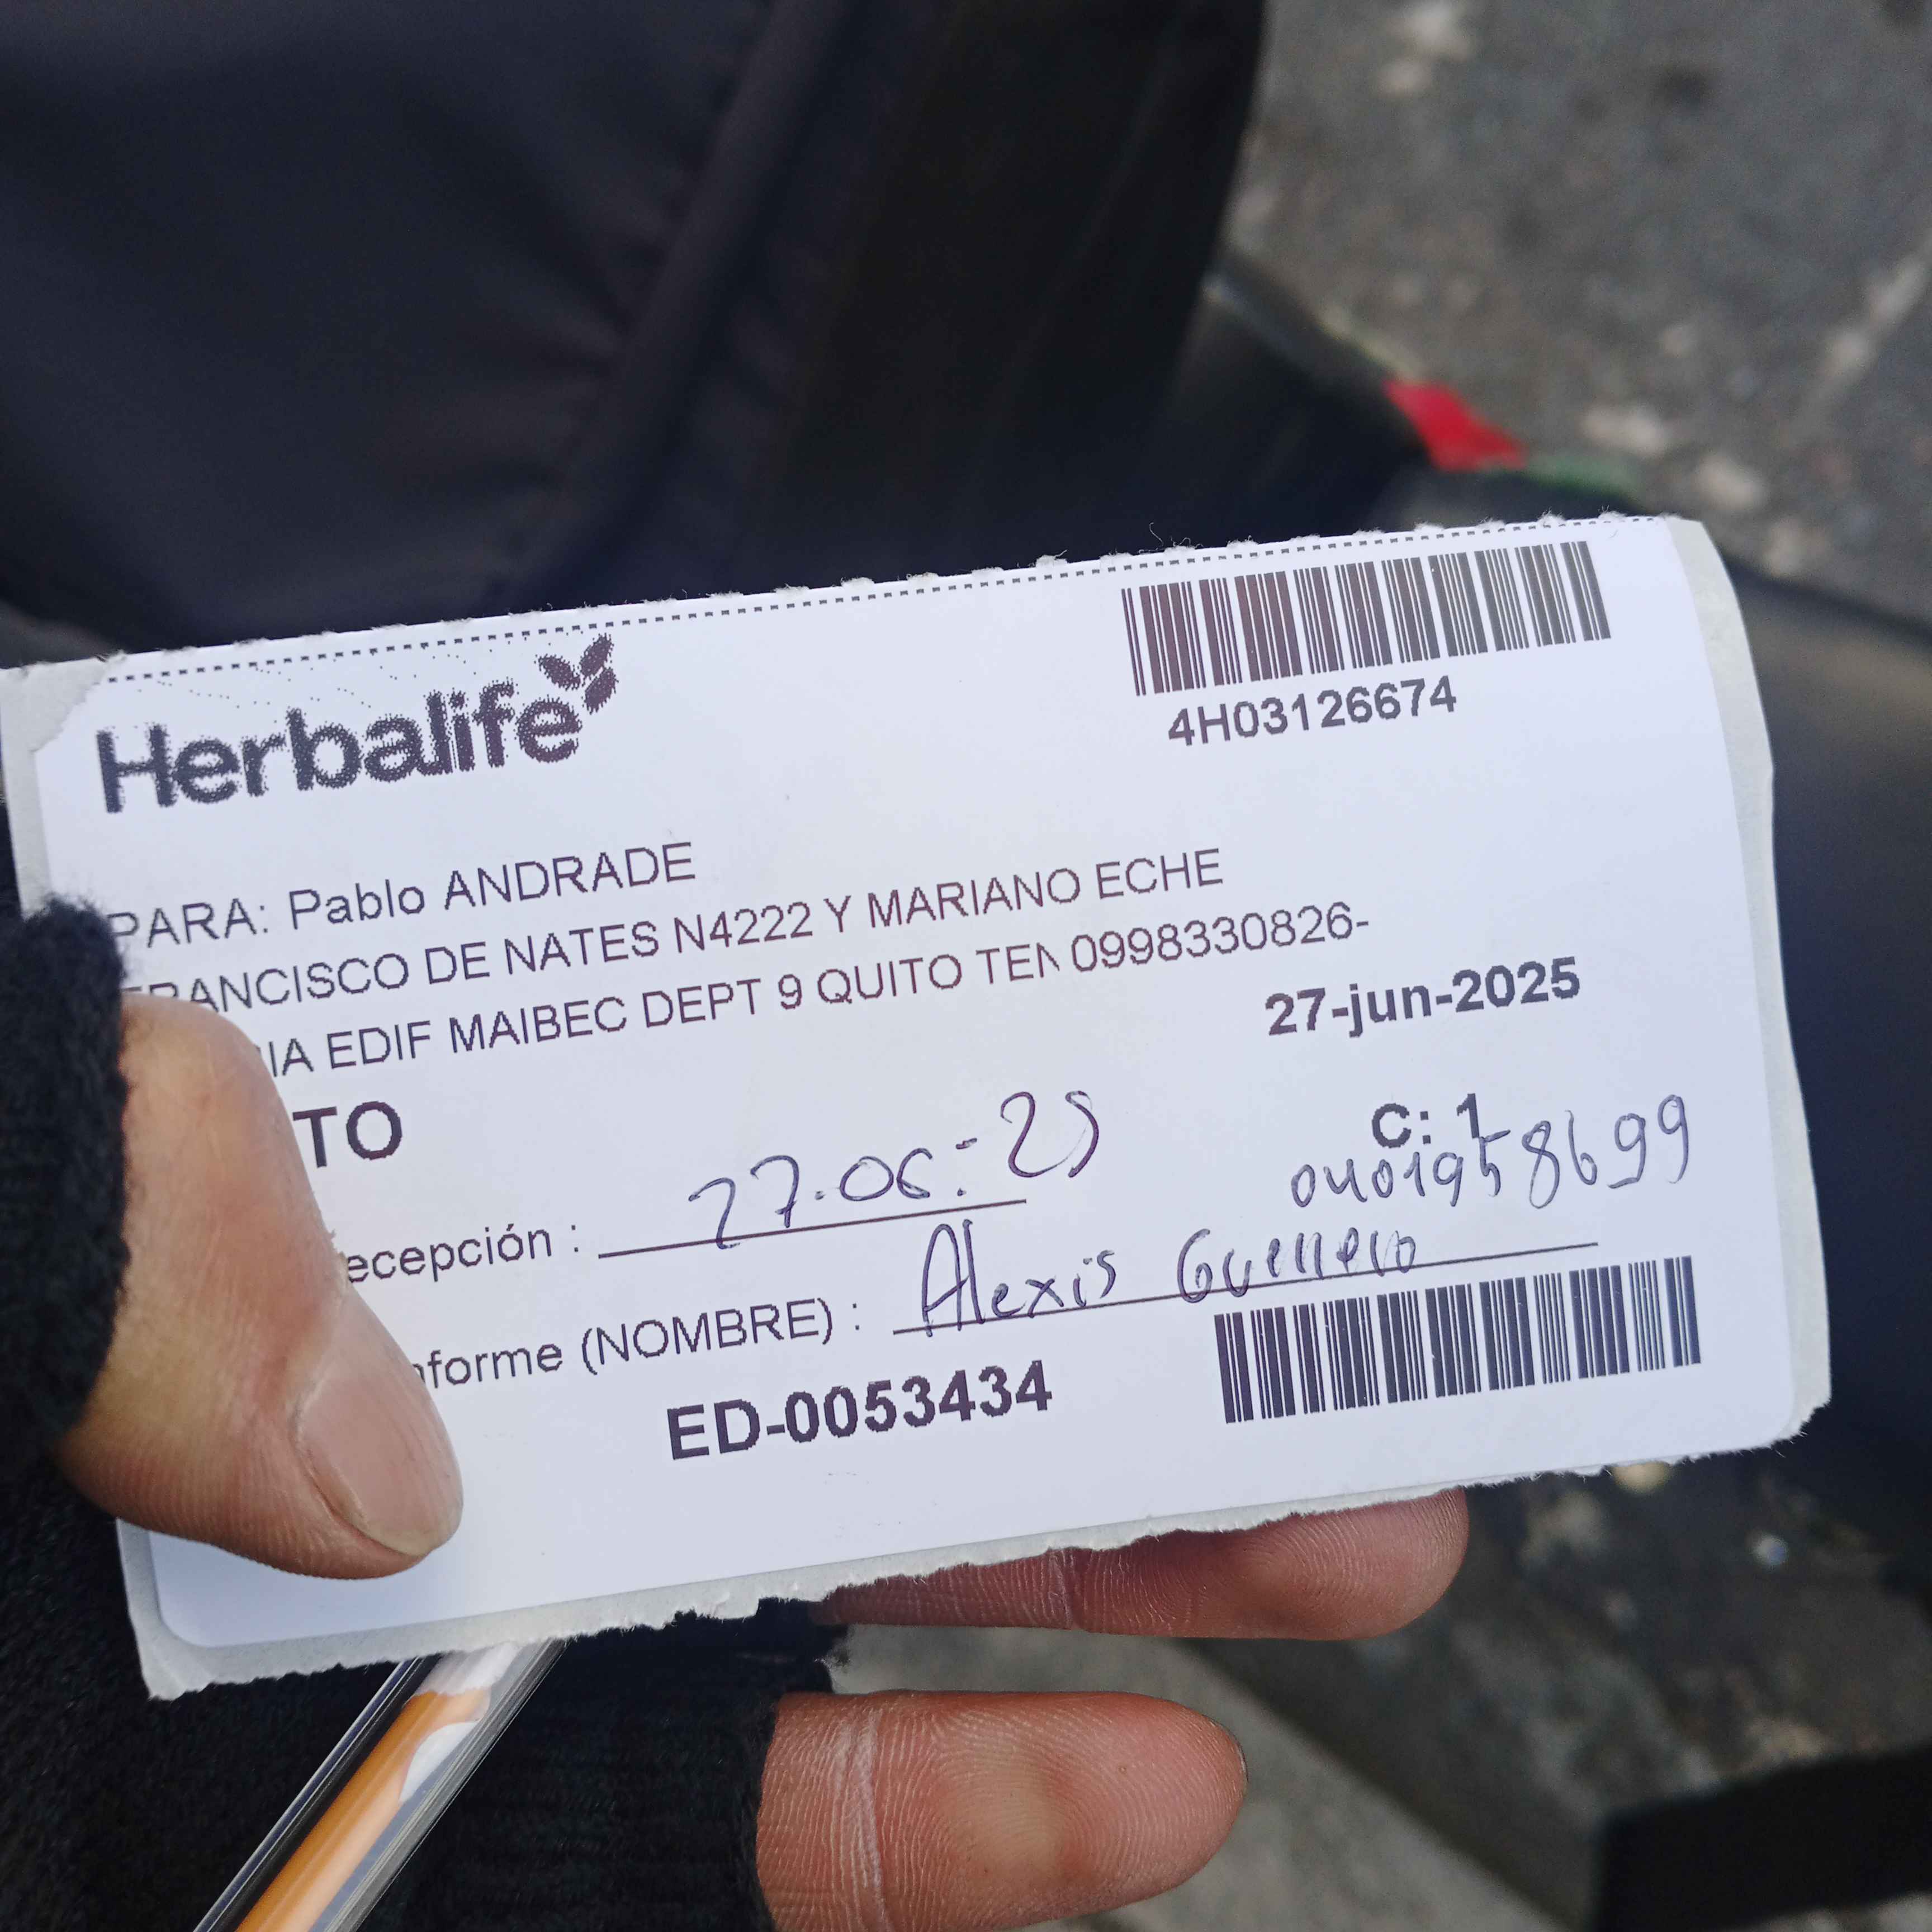 Herbalife
4H03126674
PARA: Pablo ANDRADE
FRANCISCO DE NATES N4222 Y MARIANO ECHE
IA EDIF MAIBEC DEPT 9 QUITO TEN 0998330826-
27-jun-2025
TO
C: 1
0401958699
ecepción : 27.06.-25
nforme (NOMBRE) : Alexis Guerrero
ED-0053434